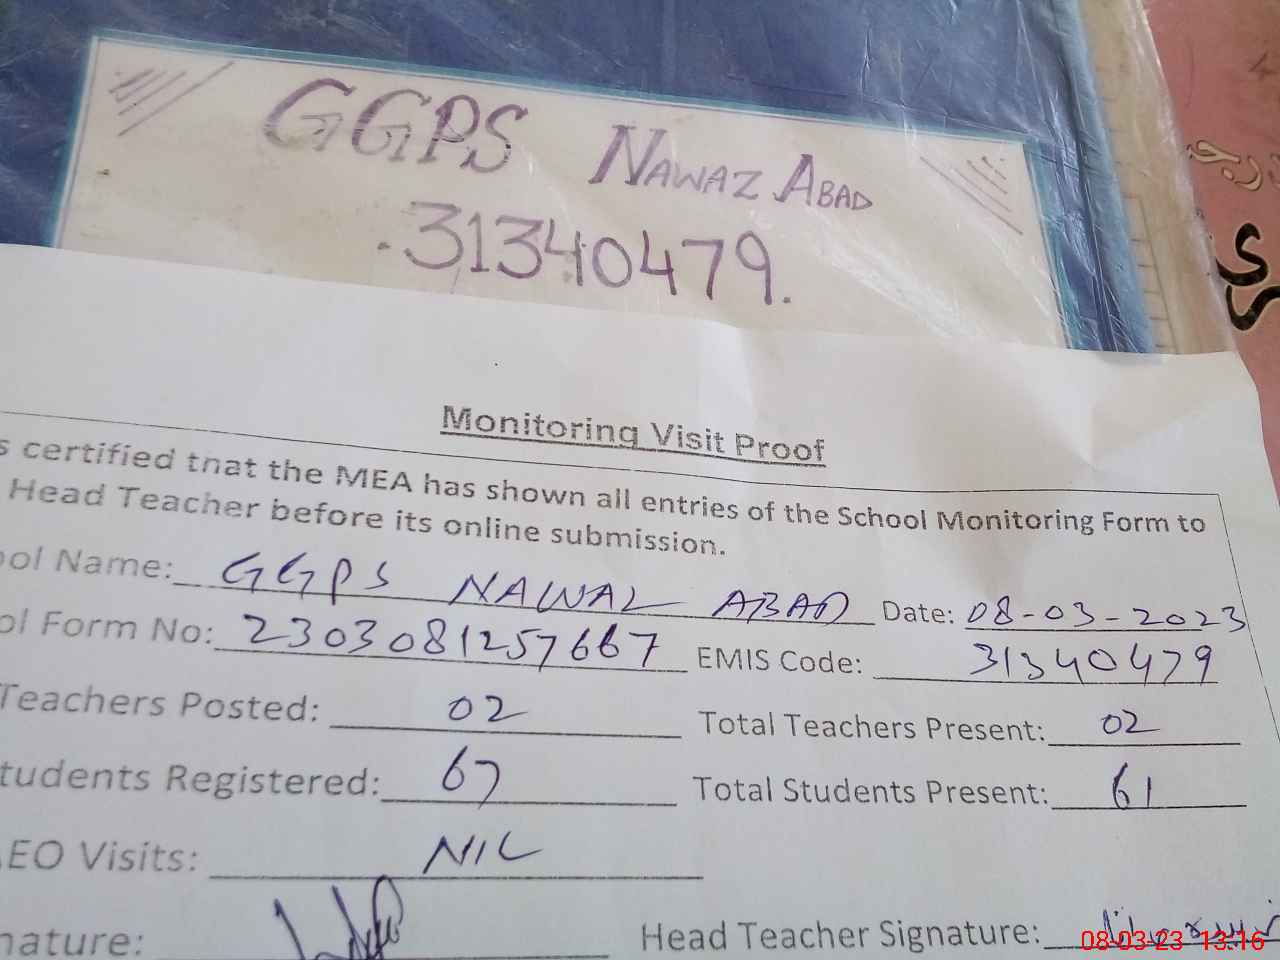 GGPS NAWAZ ABAD
31340479.
Monitoring Visit Proof
s certified that the MEA has shown all entries of the School Monitoring Form to
Head Teacher before its online submission.
ool Name: GGPS NAWAZ ABAD Date: 08-03-2023
ol Form No: 2303081257667 EMIS Code: 31340479
Teachers Posted: 02 Total Teachers Present: 02
tudents Registered: 67 Total Students Present: 61
AEO Visits: NIL
nature: Head Teacher Signature:
08-03-23 13:16